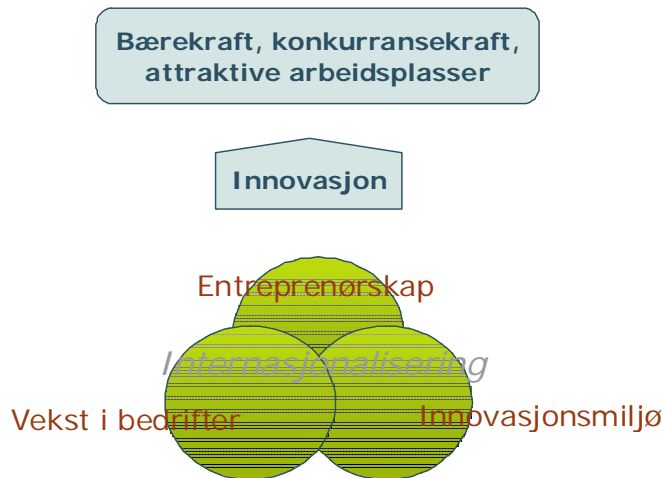 Bærekraft, konkurransekraft,
attraktive arbeidsplasser
Innovasjon
Entreprenørskap
Internasjonalisering
Vekst i bedrifter
Innovasjonsmiljø